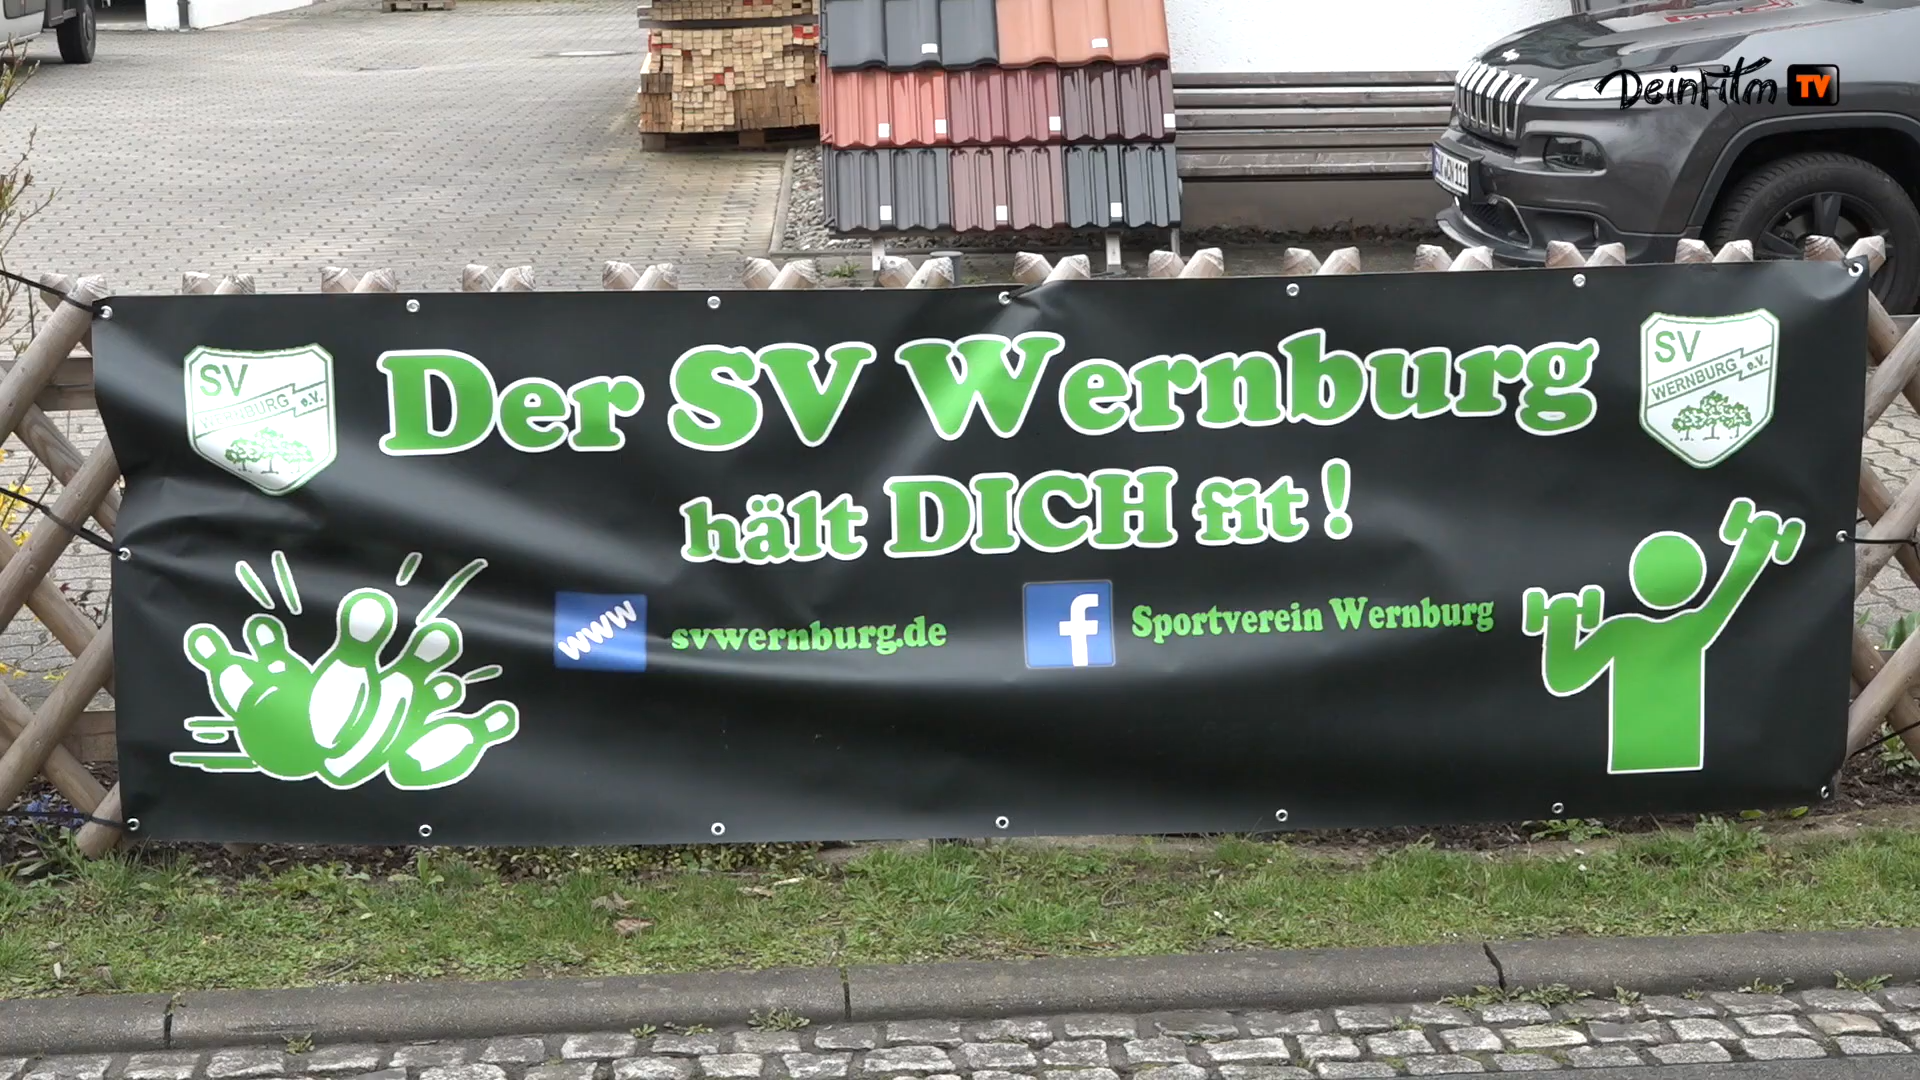 DeinFilm TV
SV
WERNBURG e.V.
Der SV Wernburg
SV
WERNBURG e.V.
hält DICH fit!
www
svwernburg.de
f
Sportverein Wernburg